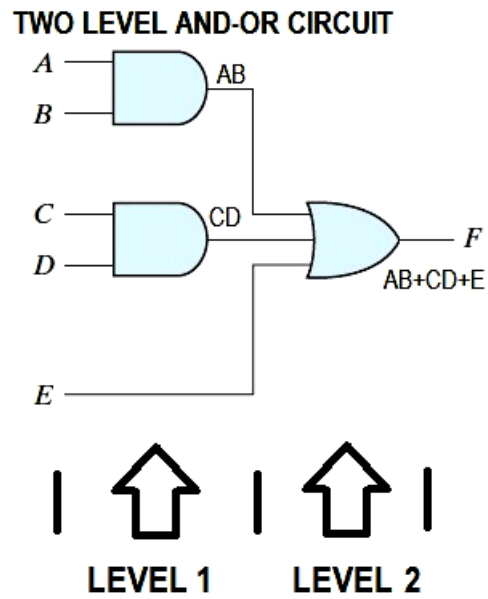 TWO LEVEL AND-OR CIRCUIT
A
AB
B
C
CD
D
F
AB+CD+E
E
LEVEL 1 LEVEL 2